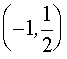 (-1, 1/2)